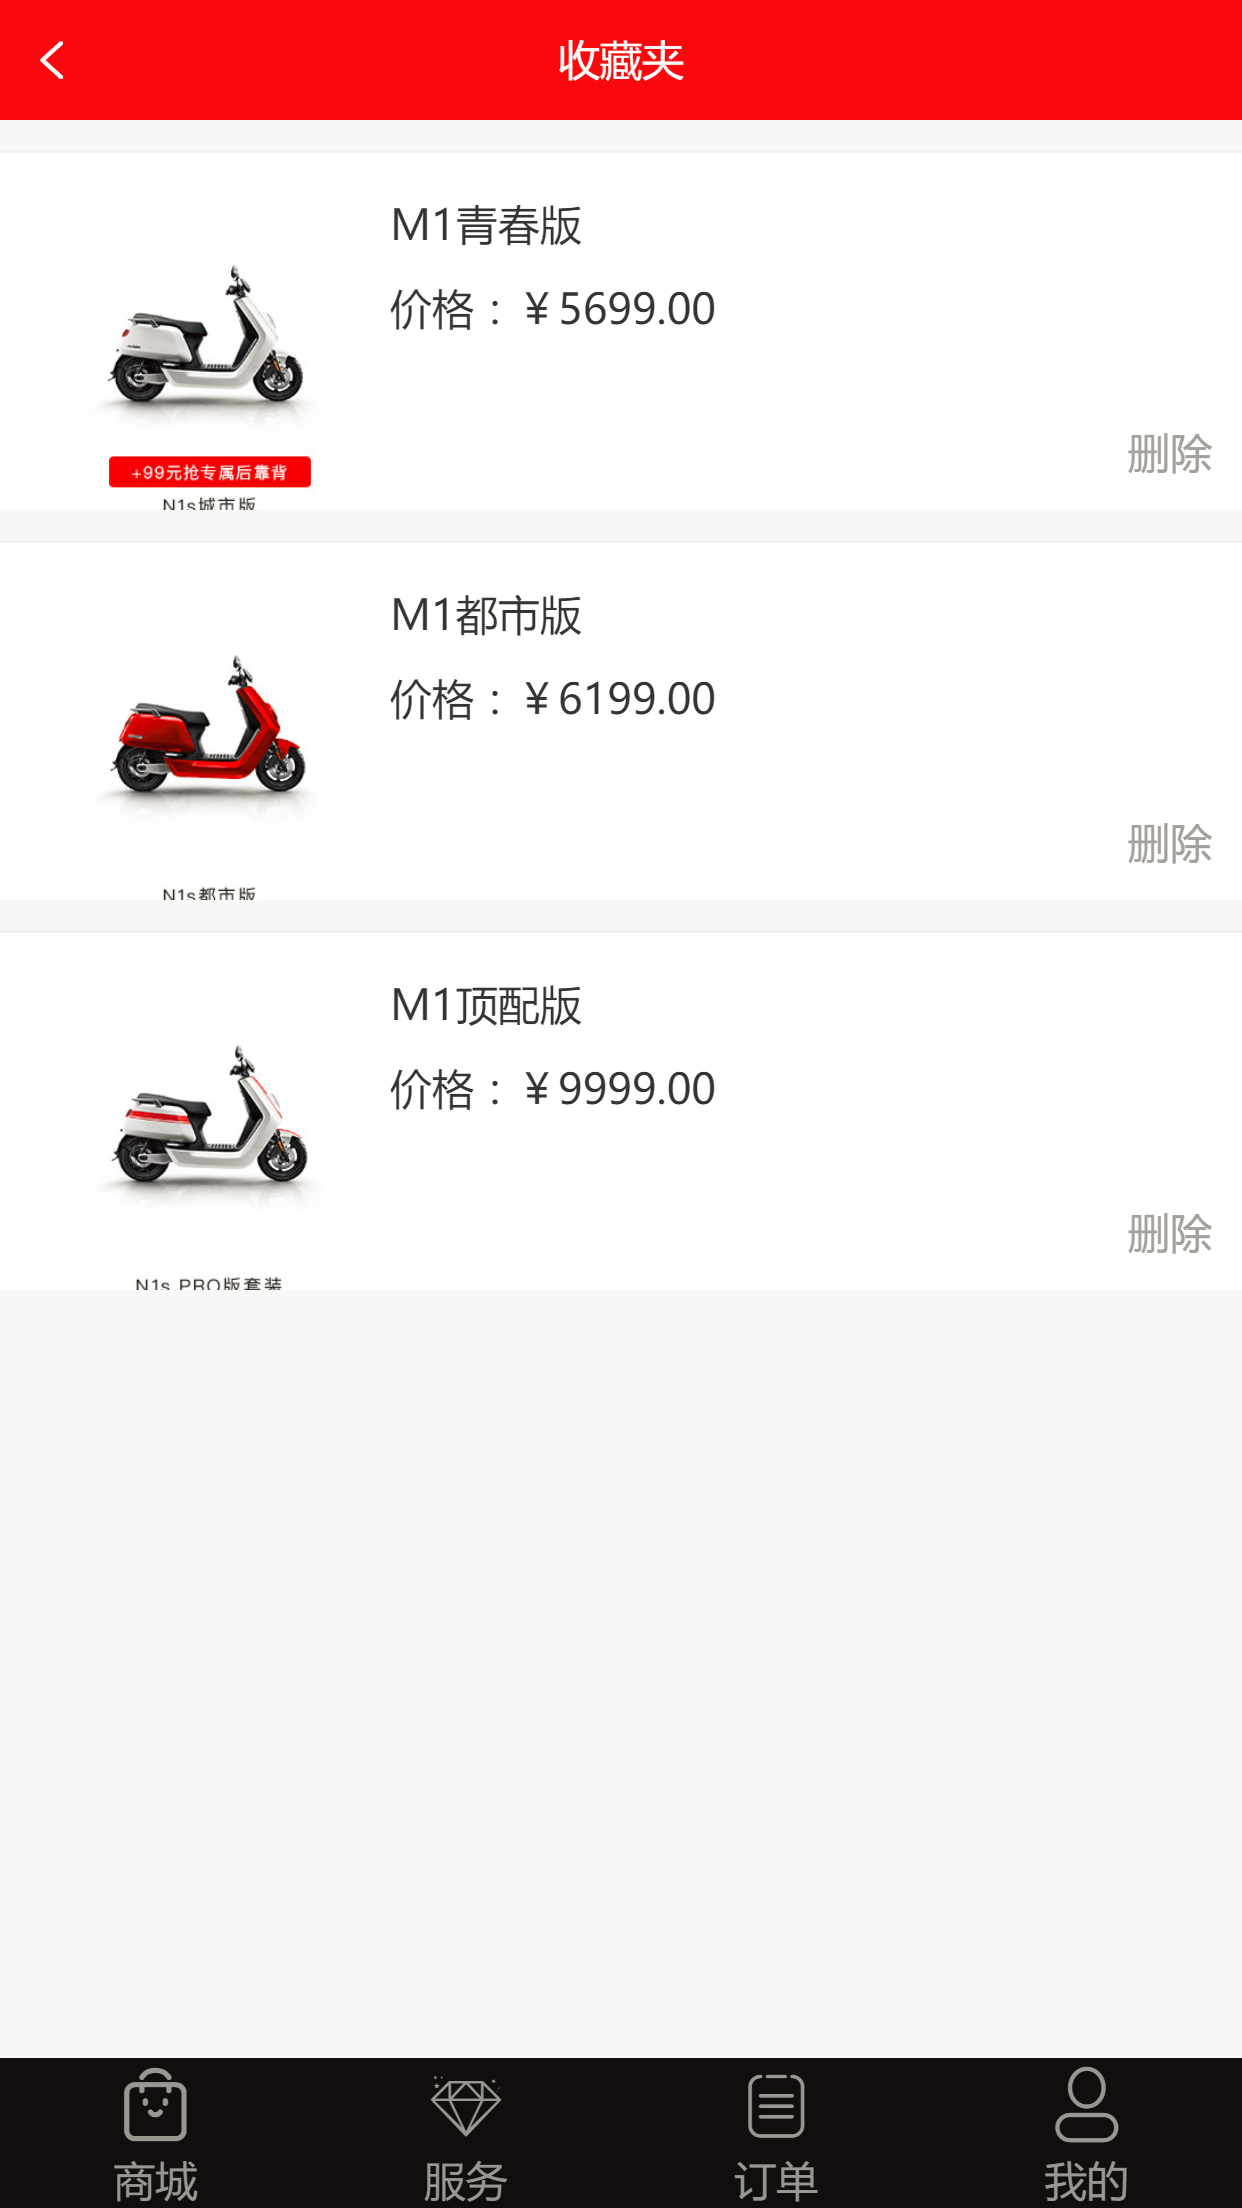 收藏夹
M1青春版
价格：￥5699.00
删除
+99元抢专属后靠背
N1s城市版
M1都市版
价格：￥6199.00
删除
N1s都市版
M1顶配版
价格：￥9999.00
删除
N1s PRO版套装
商城
服务
订单
我的